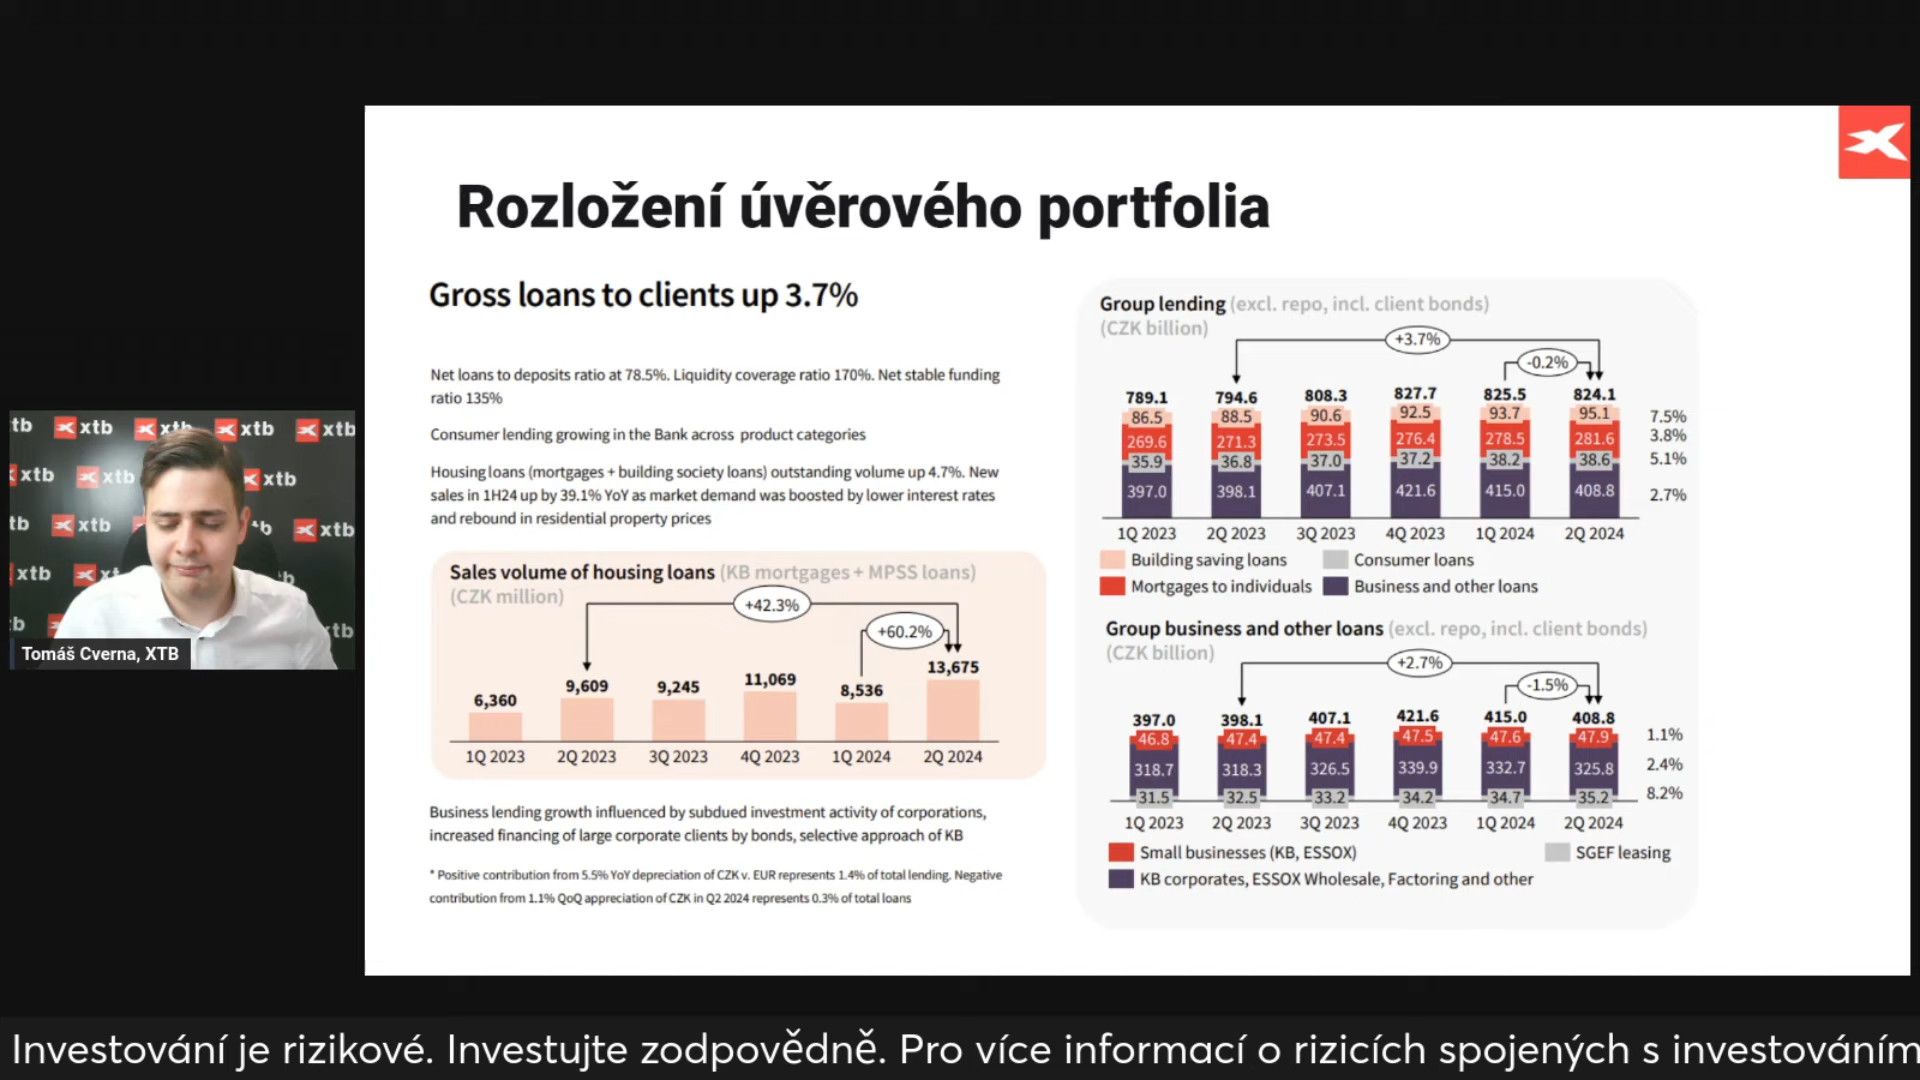 Rozložení úvěrového portfolia
Gross loans to clients up 3.7%
Net loans to deposits ratio at 78.5%. Liquidity coverage ratio 170%. Net stable funding
ratio 135%
Consumer lending growing in the Bank across product categories
Housing loans (mortgages + building society loans) outstanding volume up 4.7%. New
sales in 1H24 up by 39.1% YoY as market demand was boosted by lower interest rates
and rebound in residential property prices
Sales volume of housing loans (KB mortgages + MPSS loans)
(CZK million)
+42.3%
+60.2%
6,360 9,609 9,245 11,069 8,536 13,675
1Q 2023 2Q 2023 3Q 2023 4Q 2023 1Q 2024 2Q 2024
Business lending growth influenced by subdued investment activity of corporations,
increased financing of large corporate clients by bonds, selective approach of KB
* Positive contribution from 5.5% YoY depreciation of CZK v. EUR represents 1.4% of total lending. Negative
contribution from 1.1% QoQ appreciation of CZK in Q2 2024 represents 0.3% of total loans
Group lending (excl. repo, incl. client bonds)
(CZK billion)
+3.7%
-0.2%
789.1 794.6 808.3 827.7 825.5 824.1
86.5 88.5 90.6 92.5 93.7 95.1 7.5%
269.6 271.3 273.5 276.4 278.5 281.6 3.8%
35.9 36.8 37.0 37.2 38.2 38.6 5.1%
397.0 398.1 407.1 421.6 415.0 408.8 2.7%
1Q 2023 2Q 2023 3Q 2023 4Q 2023 1Q 2024 2Q 2024
Building saving loans Consumer loans
Mortgages to individuals Business and other loans
Group business and other loans (excl. repo, incl. client bonds)
(CZK billion)
+2.7%
-1.5%
397.0 398.1 407.1 421.6 415.0 408.8
46.8 47.4 47.4 47.5 47.6 47.9 1.1%
318.7 318.3 326.5 339.9 332.7 325.8 2.4%
31.5 32.5 33.2 34.2 34.7 35.2 8.2%
1Q 2023 2Q 2023 3Q 2023 4Q 2023 1Q 2024 2Q 2024
Small businesses (KB, ESSOX) SGEF leasing
KB corporates, ESSOX Wholesale, Factoring and other
tb xtb xtb xtb xtb
xtb xtb xtb
tb xtb xtb
xtb
Tomáš Cverna, XTB
Investování je rizikové. Investujte zodpovědně. Pro více informací o rizicích spojených s investováním